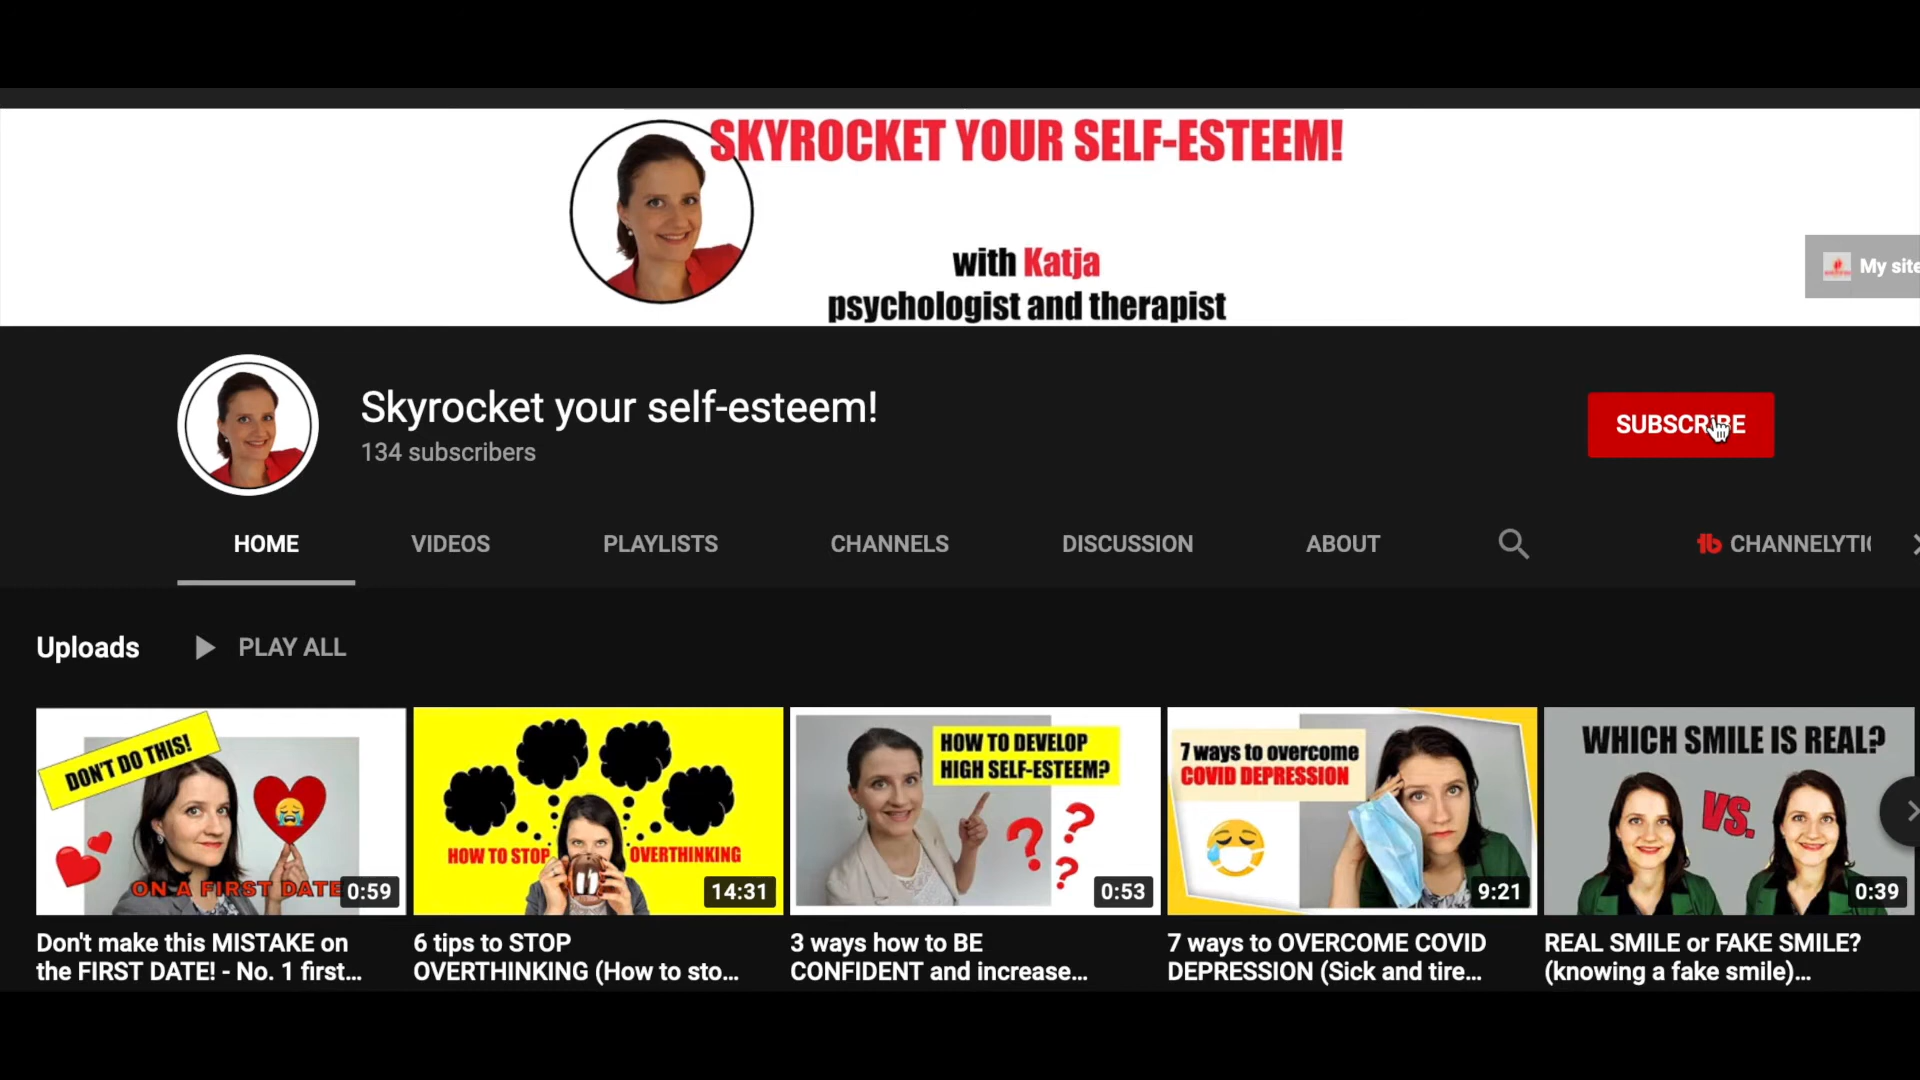 SKYROCKET YOUR SELF-ESTEEM!
with Katja
psychologist and therapist
My site
Skyrocket your self-esteem!
134 subscribers
SUBSCRIBE
HOME VIDEOS PLAYLISTS CHANNELS DISCUSSION ABOUT CHANNELYTI
Uploads PLAY ALL
DON'T DO THIS!
ON A FIRST DATE
0:59
HOW TO STOP OVERTHINKING
14:31
HOW TO DEVELOP
HIGH SELF-ESTEEM?
? ? ?
0:53
7 ways to overcome
COVID DEPRESSION
9:21
WHICH SMILE IS REAL?
VS.
0:39
Don't make this MISTAKE on
the FIRST DATE! - No. 1 first...
6 tips to STOP
OVERTHINKING (How to sto...
3 ways how to BE
CONFIDENT and increase...
7 ways to OVERCOME COVID
DEPRESSION (Sick and tire...
REAL SMILE or FAKE SMILE?
(knowing a fake smile)...